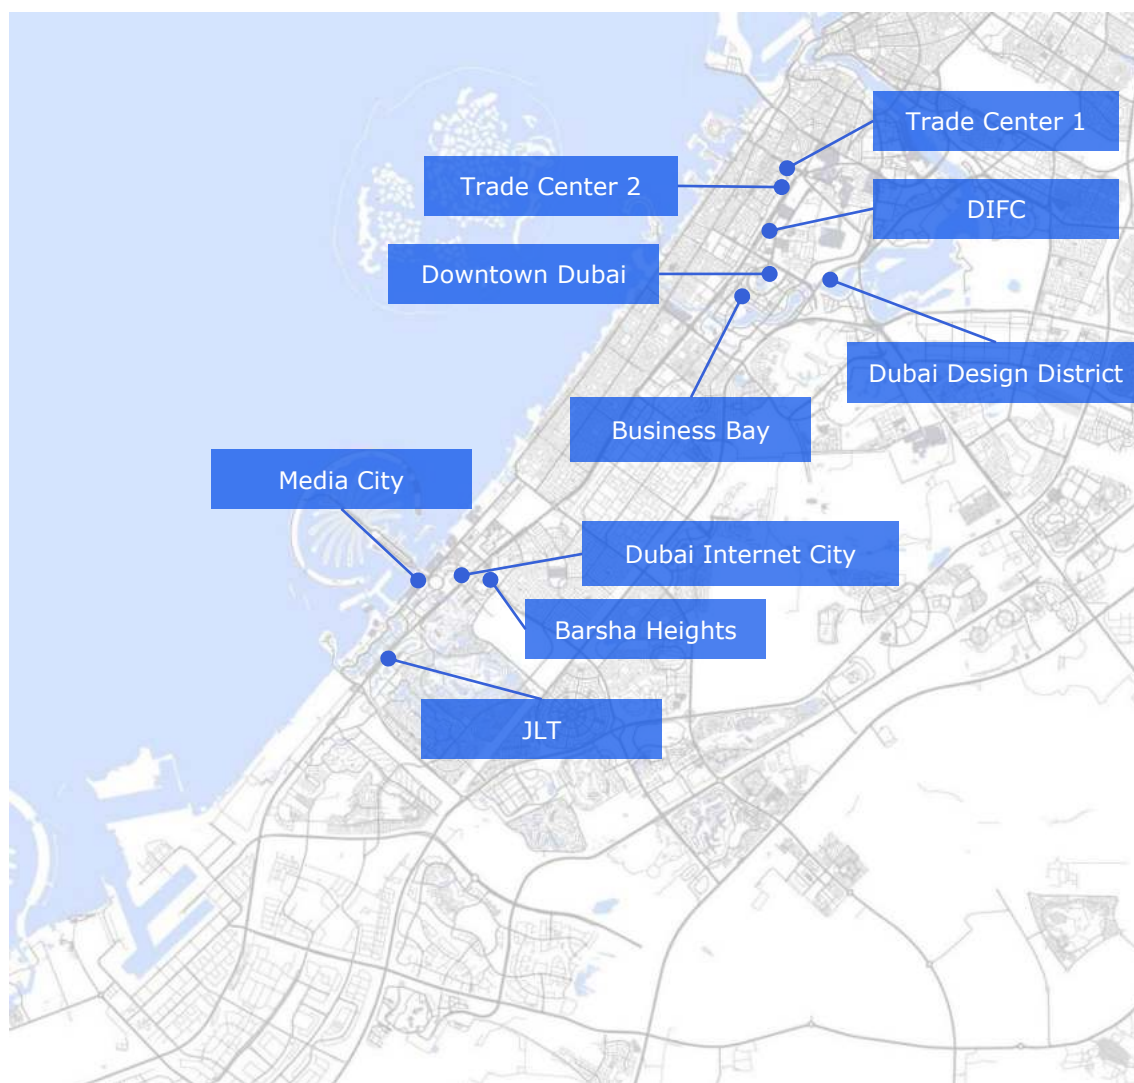 Trade Center 1
Trade Center 2
DIFC
Downtown Dubai
Dubai Design District
Business Bay
Media City
Dubai Internet City
Barsha Heights
JLT